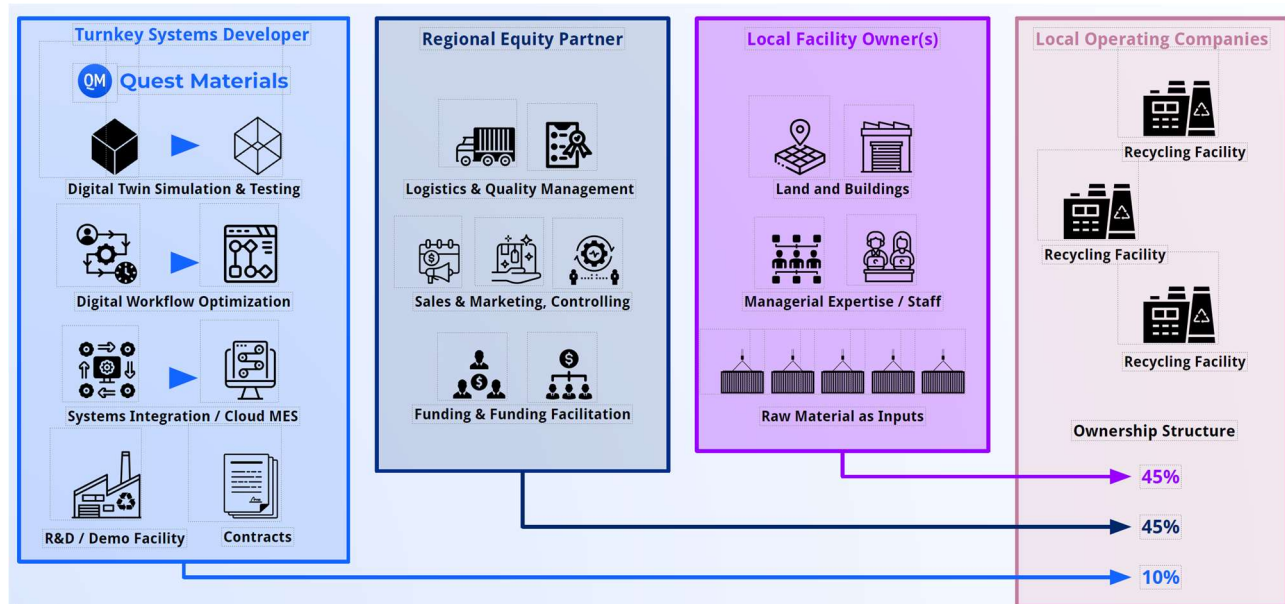 Turnkey Systems Developer
QM Quest Materials
Digital Twin Simulation & Testing
Digital Workflow Optimization
Systems Integration / Cloud MES
R&D / Demo Facility
Contracts
Regional Equity Partner
Logistics & Quality Management
Sales & Marketing, Controlling
Funding & Funding Facilitation
Local Facility Owner(s)
Land and Buildings
Managerial Expertise / Staff
Raw Material as Inputs
Local Operating Companies
Recycling Facility
Recycling Facility
Recycling Facility
Ownership Structure
45%
45%
10%